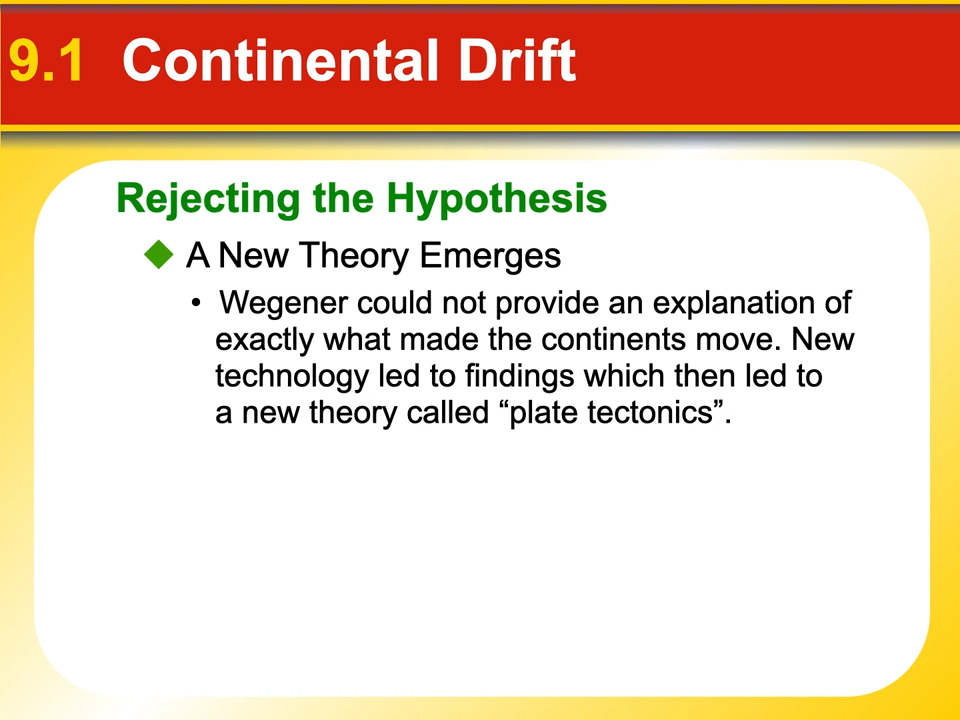 9.1 Continental Drift
Rejecting the Hypothesis
A New Theory Emerges
• Wegener could not provide an explanation of
exactly what made the continents move. New
technology led to findings which then led to
a new theory called “plate tectonics”.